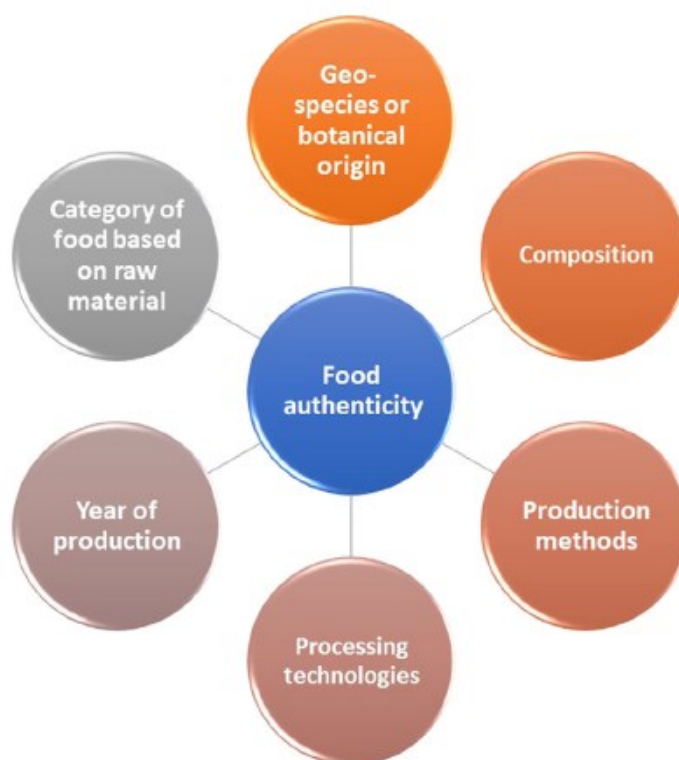 Geo-
species or
botanical
origin
Composition
Production
methods
Processing
technologies
Year of
production
Category of
food based
on raw
material
Food
authenticity